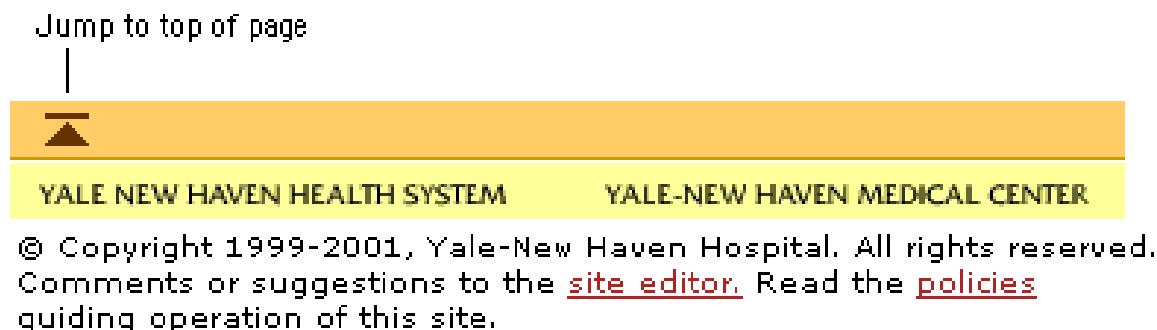 Jump to top of page
YALE NEW HAVEN HEALTH SYSTEM YALE-NEW HAVEN MEDICAL CENTER
© Copyright 1999-2001, Yale-New Haven Hospital. All rights reserved.
Comments or suggestions to the site editor. Read the policies
guiding operation of this site.